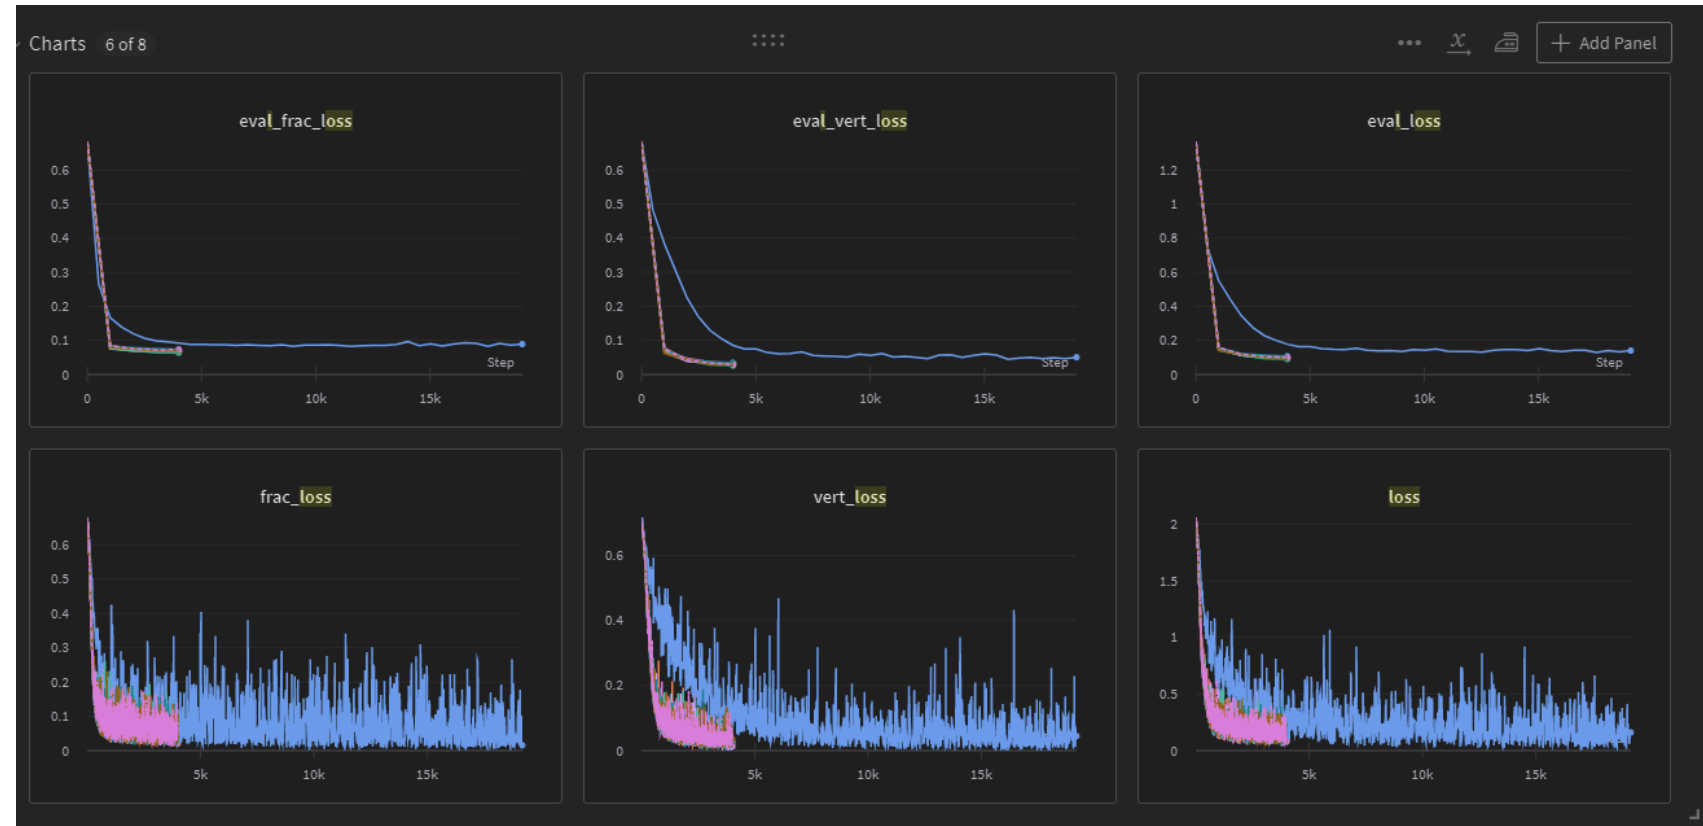 Charts 6 of 8
Add Panel
eval_frac_loss
0.6
0.5
0.4
0.3
0.2
0.1
0
Step
0 5k 10k 15k
eval_vert_loss
0.6
0.5
0.4
0.3
0.2
0.1
0
Step
0 5k 10k 15k
eval_loss
1.2
1
0.8
0.6
0.4
0.2
0
Step
0 5k 10k 15k
frac_loss
0.6
0.5
0.4
0.3
0.2
0.1
0
5k 10k 15k
vert_loss
0.6
0.4
0.2
0
5k 10k 15k
loss
2
1.5
1
0.5
0
5k 10k 15k